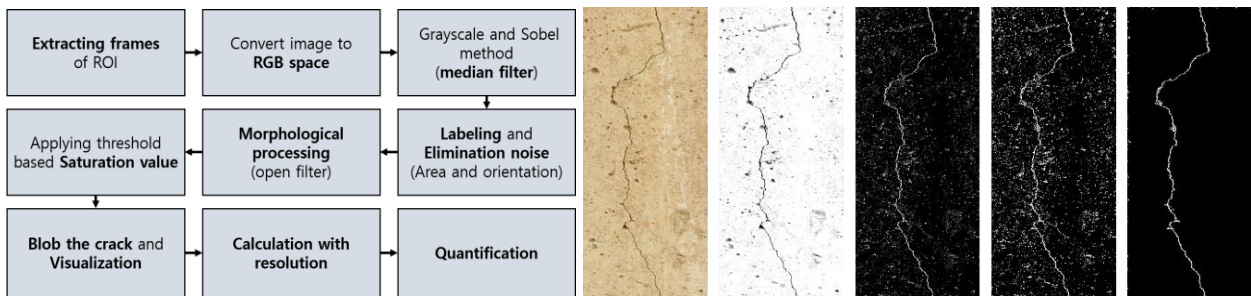 Extracting frames
of ROI
Convert image to
RGB space
Grayscale and Sobel
method
(median filter)
Labeling and
Elimination noise
(Area and orientation)
Morphological
processing
(open filter)
Applying threshold
based Saturation value
Blob the crack and
Visualization
Calculation with
resolution
Quantification